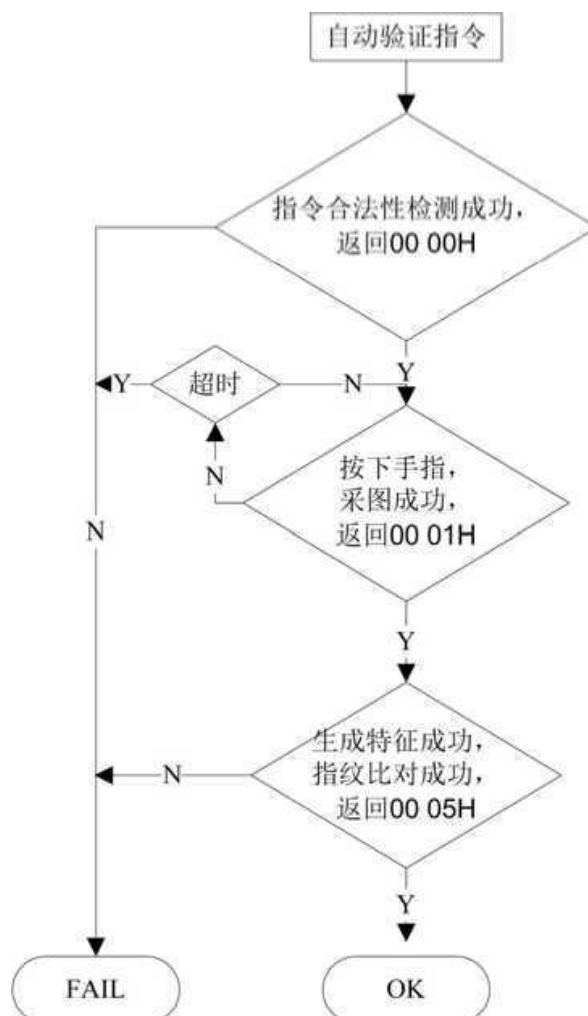 自动验证指令
指令合法性检测成功，
返回00 00H
Y
Y
超时
N
N
按下手指，
采图成功，
返回00 01H
N
Y
生成特征成功，
指纹比对成功，
返回00 05H
N
Y
FAIL
OK